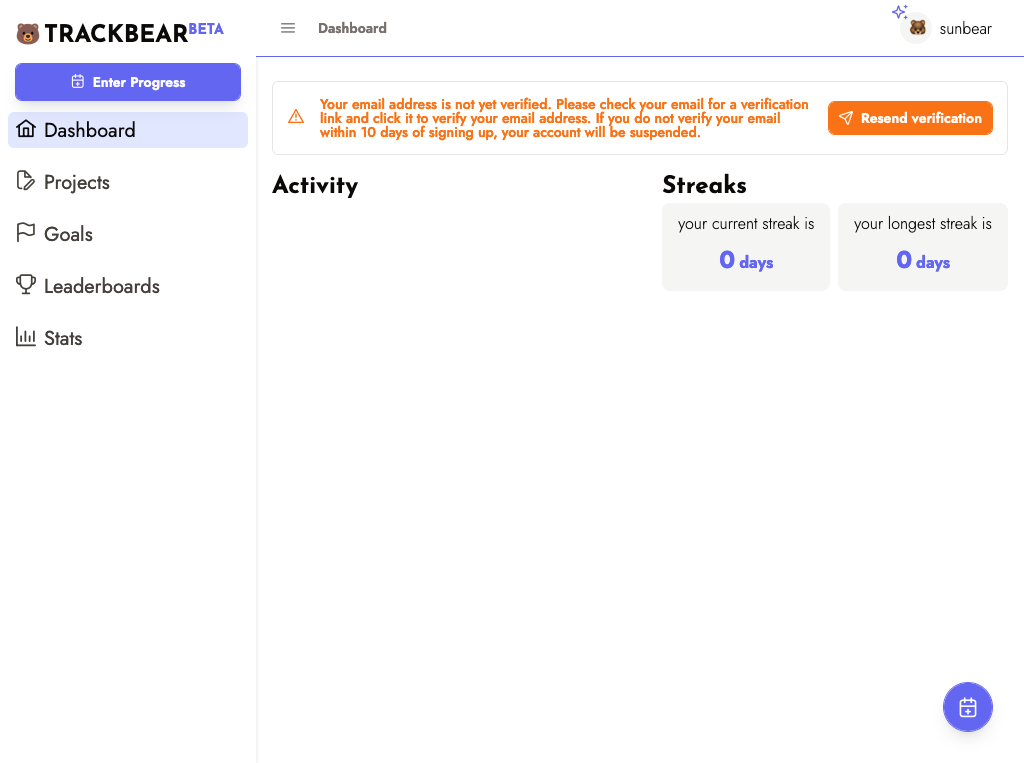 TRACKBEAR BETA
Enter Progress
Dashboard
Projects
Goals
Leaderboards
Stats
Dashboard
sunbear
Your email address is not yet verified. Please check your email for a verification
link and click it to verify your email address. If you do not verify your email
within 10 days of signing up, your account will be suspended.
Resend verification
Activity
Streaks
your current streak is
0 days
your longest streak is
0 days